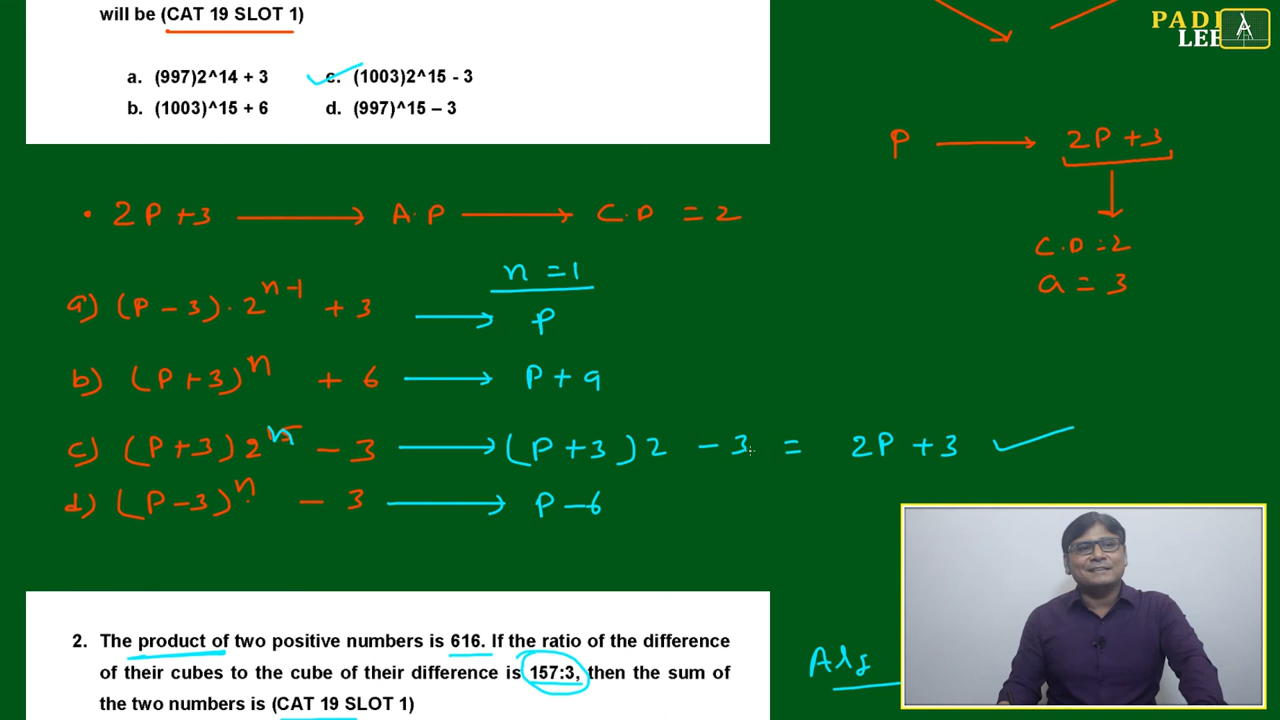 will be (CAT 19 SLOT 1)
PADH
LEE
a. (997)2^14 + 3
c. (1003)2^15 - 3
b. (1003)^15 + 6
d. (997)^15 – 3
P → 2P + 3
C.D = 2
a = 3
• 2P + 3 → A.P → C.D = 2
n = 1
a) (P - 3) . 2^n-1 + 3 → P
b) (P + 3)^n + 6 → P + 9
c) (P + 3) 2^n - 3 → (P + 3) 2 - 3 = 2P + 3
d) (P - 3)^n - 3 → P - 6
2. The product of two positive numbers is 616. If the ratio of the difference
of their cubes to the cube of their difference is 157:3, then the sum of
the two numbers is (CAT 19 SLOT 1)